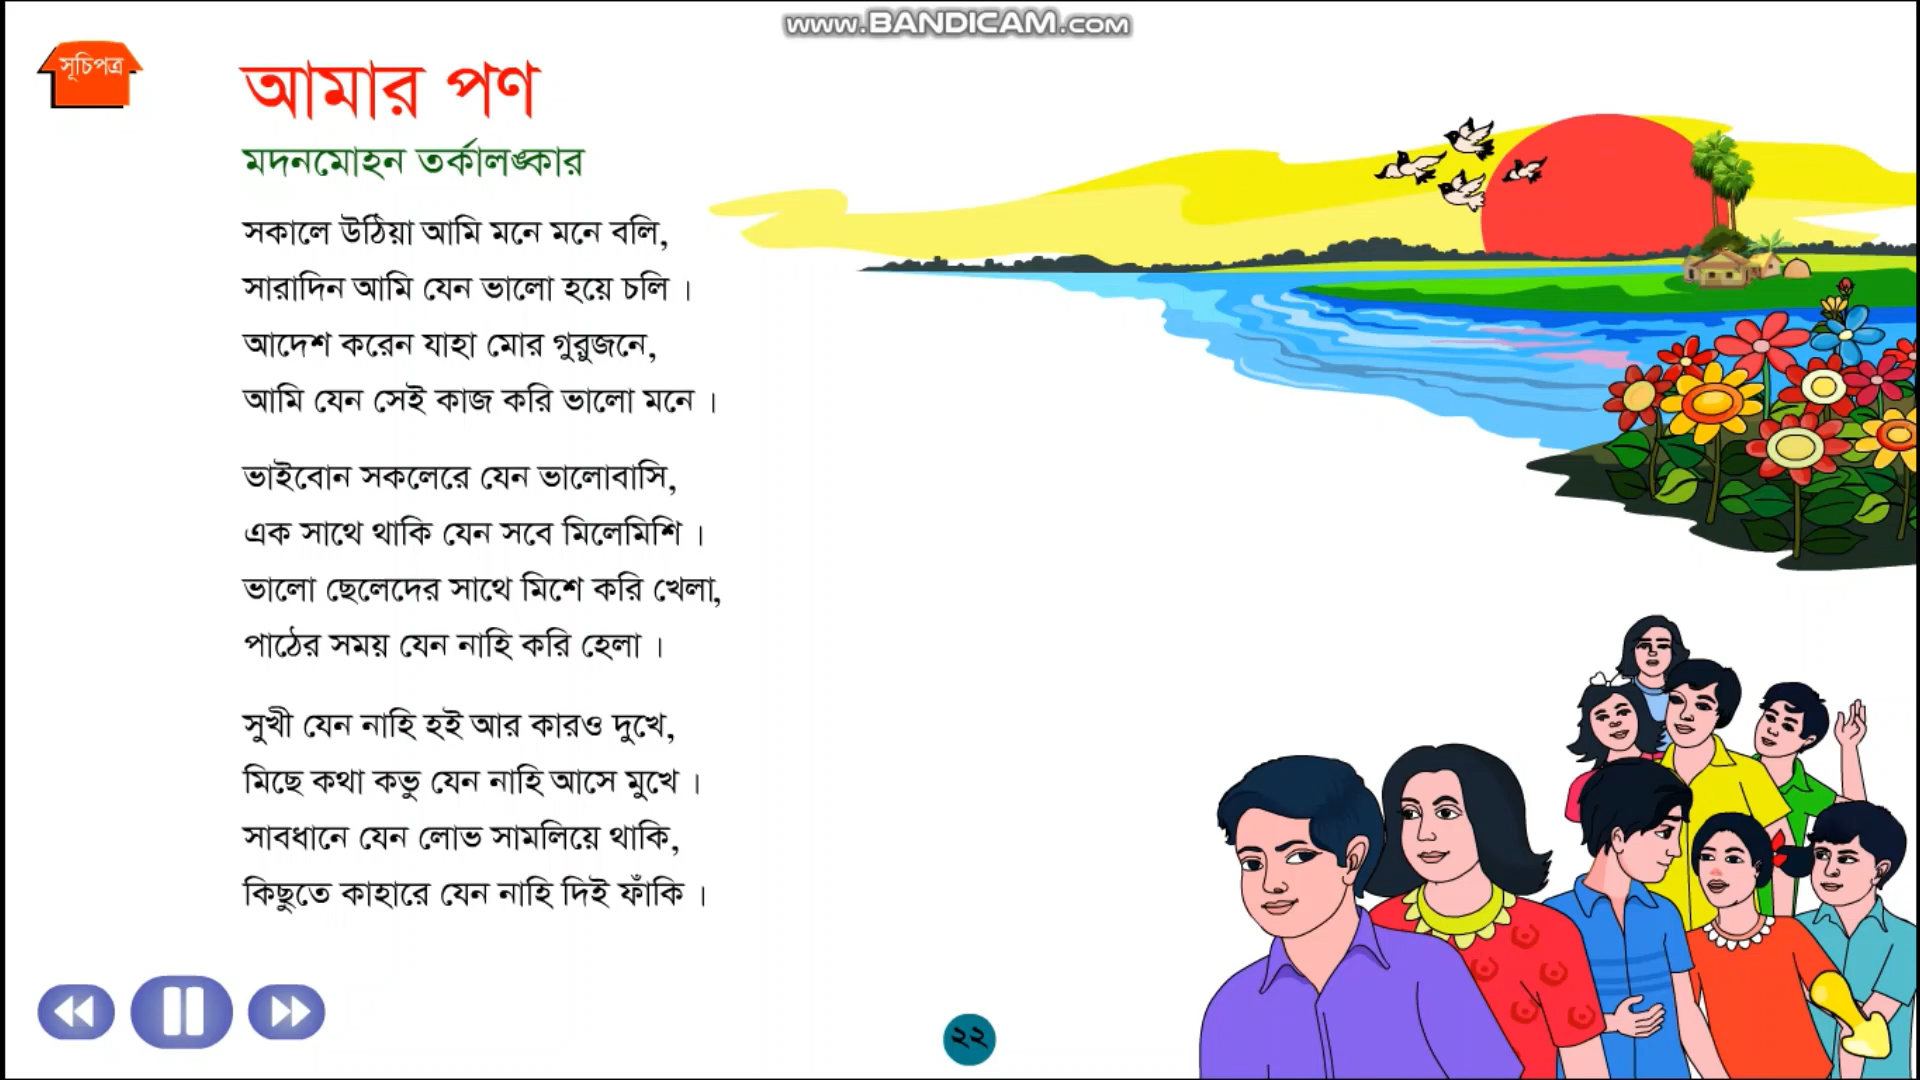 www.BANDICAM.com
সূচিপত্র
আমার পণ
মদনমোহন তর্কালঙ্কার
সকালে উঠিয়া আমি মনে মনে বলি,
সারাদিন আমি যেন ভালো হয়ে চলি।
আদেশ করেন যাহা মোর গুরুজনে,
আমি যেন সেই কাজ করি ভালো মনে।
ভাইবোন সকলেরে যেন ভালোবাসি,
এক সাথে থাকি যেন সবে মিলেমিশি।
ভালো ছেলেদের সাথে মিশে করি খেলা,
পাঠের সময় যেন নাহি করি হেলা।
সুখী যেন নাহি হই আর কারও দুখে,
মিছে কথা কভু যেন নাহি আসে মুখে।
সাবধানে যেন লোভ সামলিয়ে থাকি,
কিছুতে কাহারে যেন নাহি দিই ফাঁকি।
২২